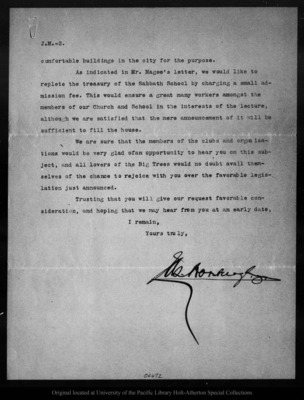 J.M.-2.
comfortable buildings in the city for the purpose.
As indicated in Mr. Magee's letter, we would like to
replete the treasury of the Sabbath School by charging a small ad-
mission fee. This would ensure a great many workers amongst the
members of our Church and School in the interests of the lecture,
although we are satisfied that the mere announcement of it will be
sufficient to fill the house.
We are sure that the members of the clubs and organiza-
tions would be very glad ofan opportunity to hear you on this sub-
ject, and all lovers of the Big Trees would no doubt avail them-
selves of the chance to rejoice with you over the favorable legis-
lation just announced.
Trusting that you will give our request favorable con-
sideration, and hoping that we may hear from you at an early date,
I remain,
Yours truly,
Original located at University of the Pacific Library Holt-Atherton Special Collections